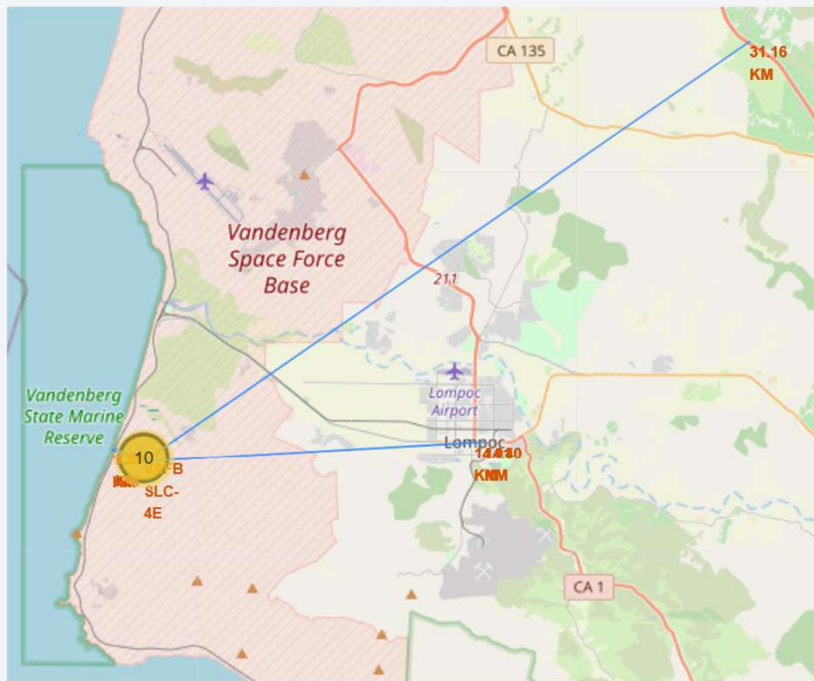 CA 135
31.16
KM
Vandenberg
Space Force
Base
211
Vandenberg
State Marine
Reserve
Lompoc
Airport
Lompoc
KM
10
SLC-
4E
CA 1